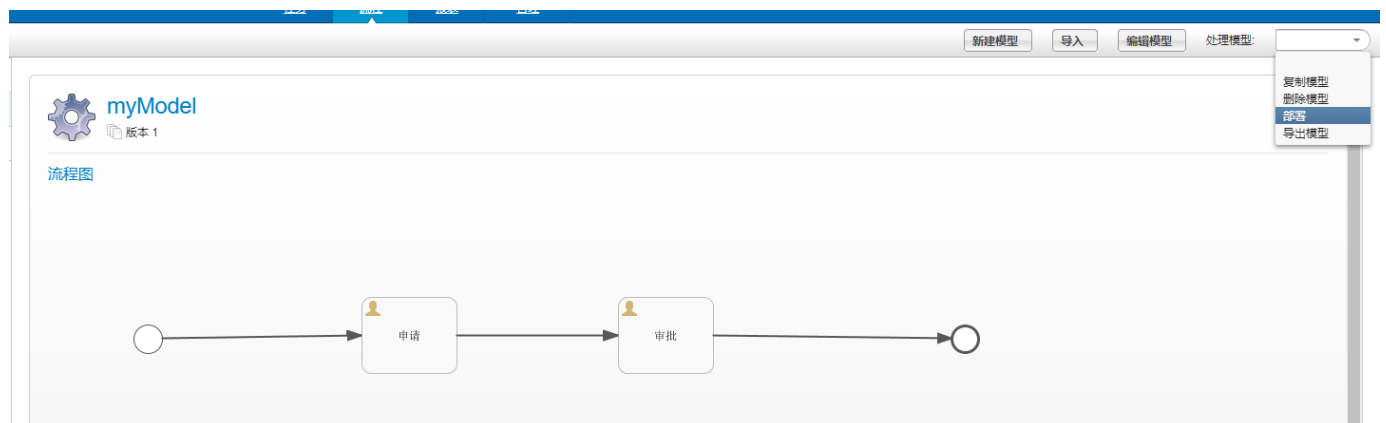 新建模型 导入 编辑模型 处理模型:
复制模型
删除模型
部署
导出模型
myModel
版本 1
流程图
申请
审批